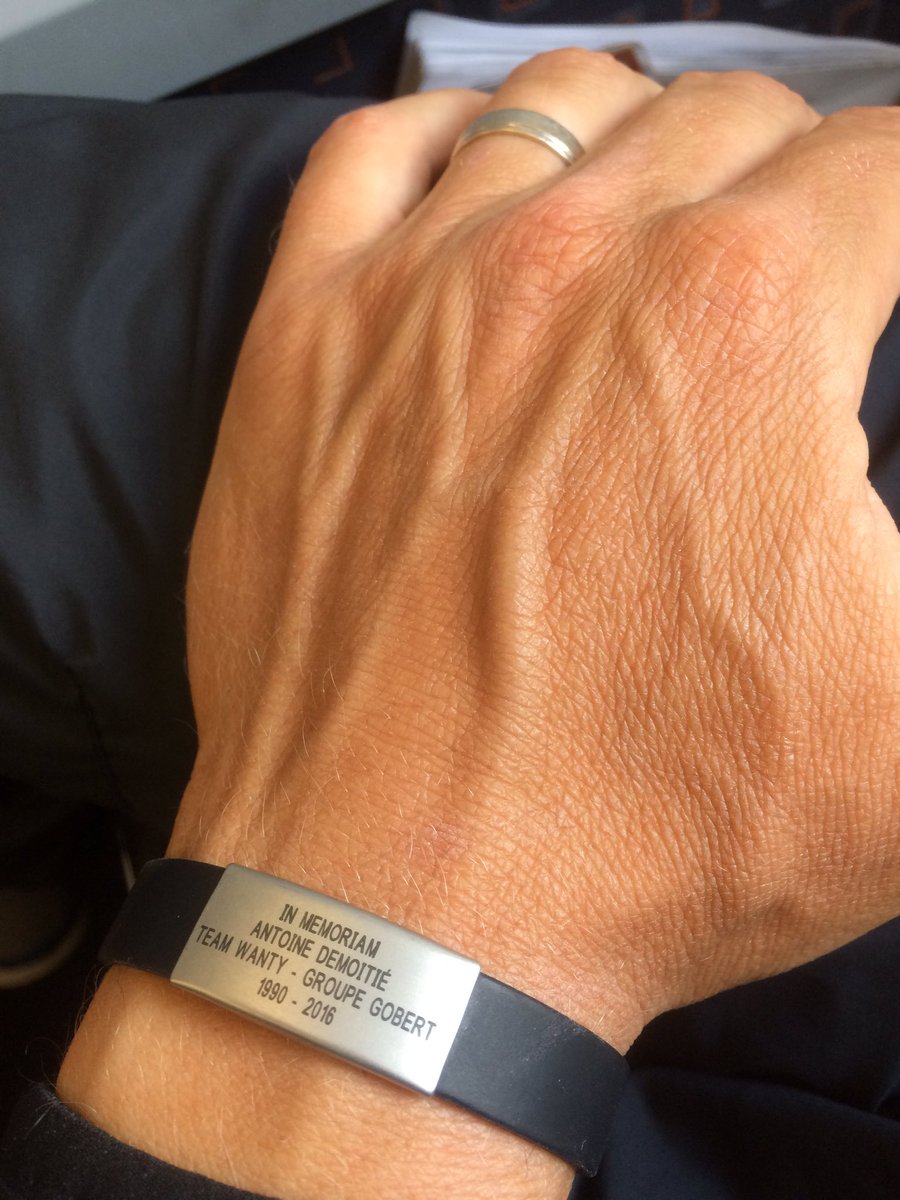 IN MEMORIAM
ANTOINE DEMOITIÉ
TEAM WANTY - GROUPE GOBERT
1990 - 2016